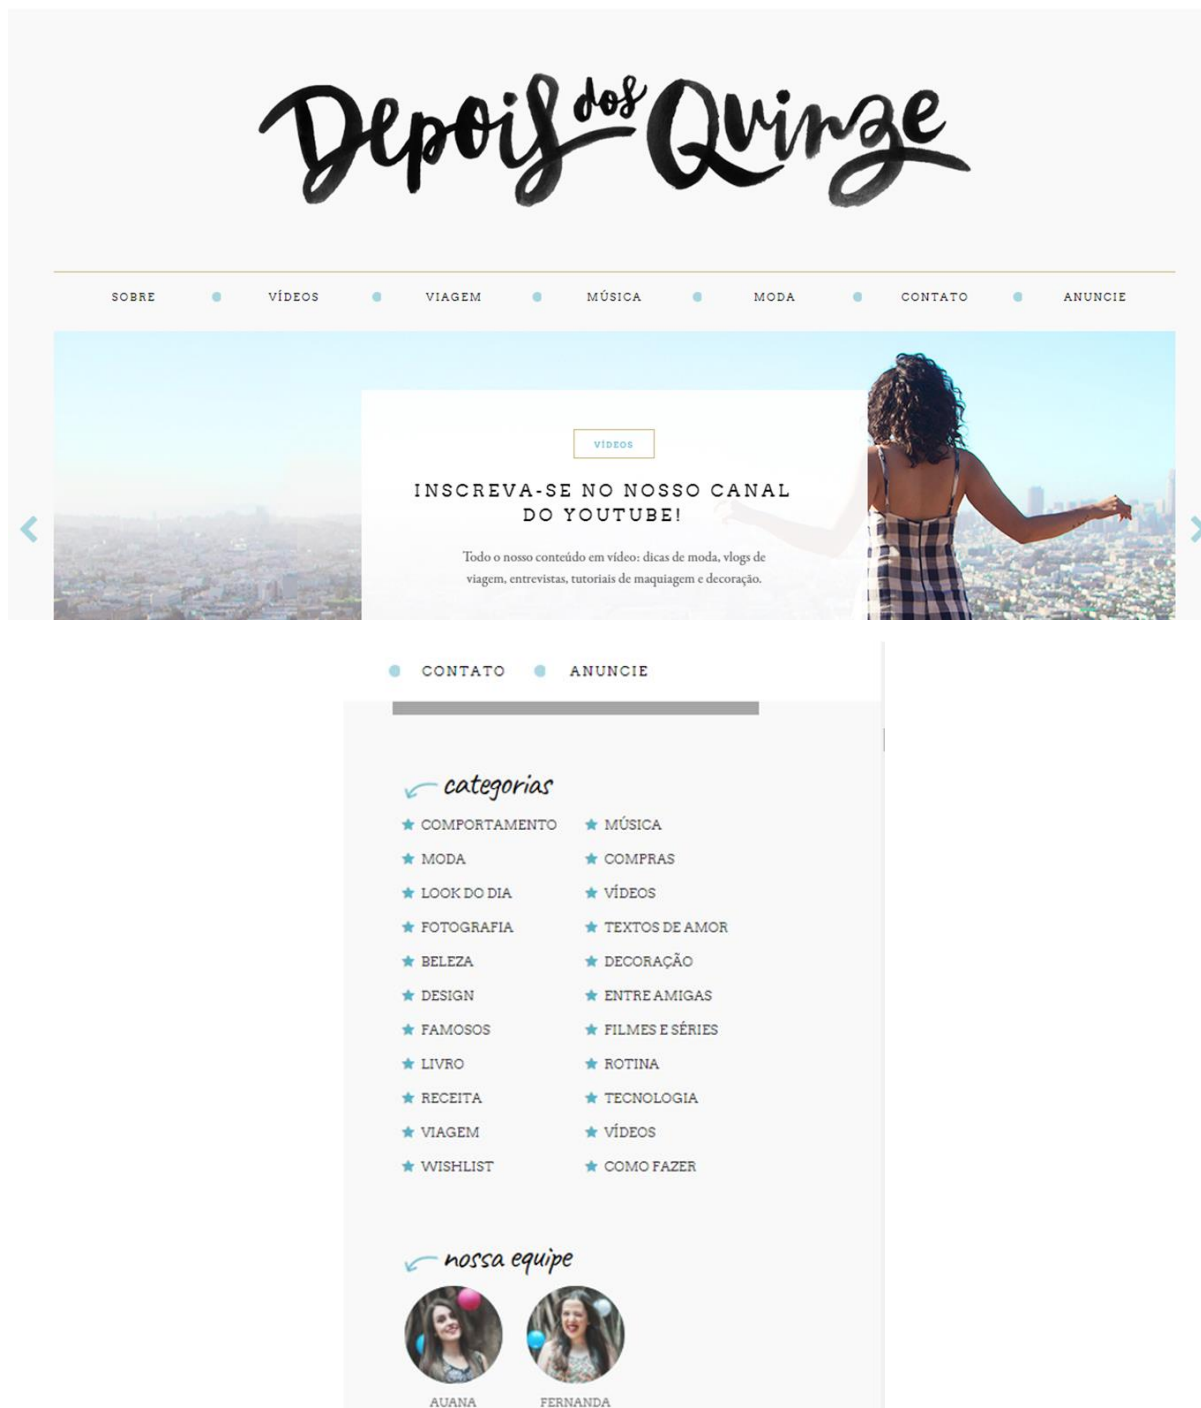 Depois dos Quinze
SOBRE VÍDEOS VIAGEM MÚSICA MODA CONTATO ANUNCIE
VÍDEOS
INSCREVA-SE NO NOSSO CANAL
DO YOUTUBE!
Todo o nosso conteúdo em vídeo: dicas de moda, vlogs de
viagem, entrevistas, tutoriais de maquiagem e decoração.
CONTATO ANUNCIE
categorias
COMPORTAMENTO MÚSICA
MODA COMPRAS
LOOK DO DIA VÍDEOS
FOTOGRAFIA TEXTOS DE AMOR
BELEZA DECORAÇÃO
DESIGN ENTRE AMIGAS
FAMOSOS FILMES E SÉRIES
LIVRO ROTINA
RECEITA TECNOLOGIA
VIAGEM VÍDEOS
WISHLIST COMO FAZER
nossa equipe
AUANA FERNANDA